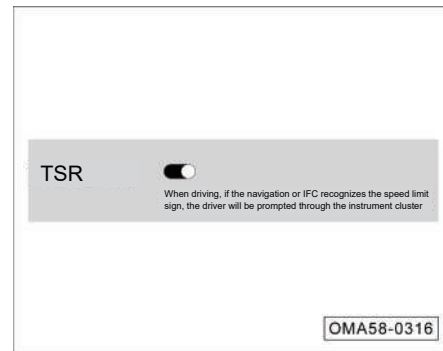 TSR
When driving, if the navigation or IFC recognizes the speed limit
sign, the driver will be prompted through the instrument cluster
OMA58-0316